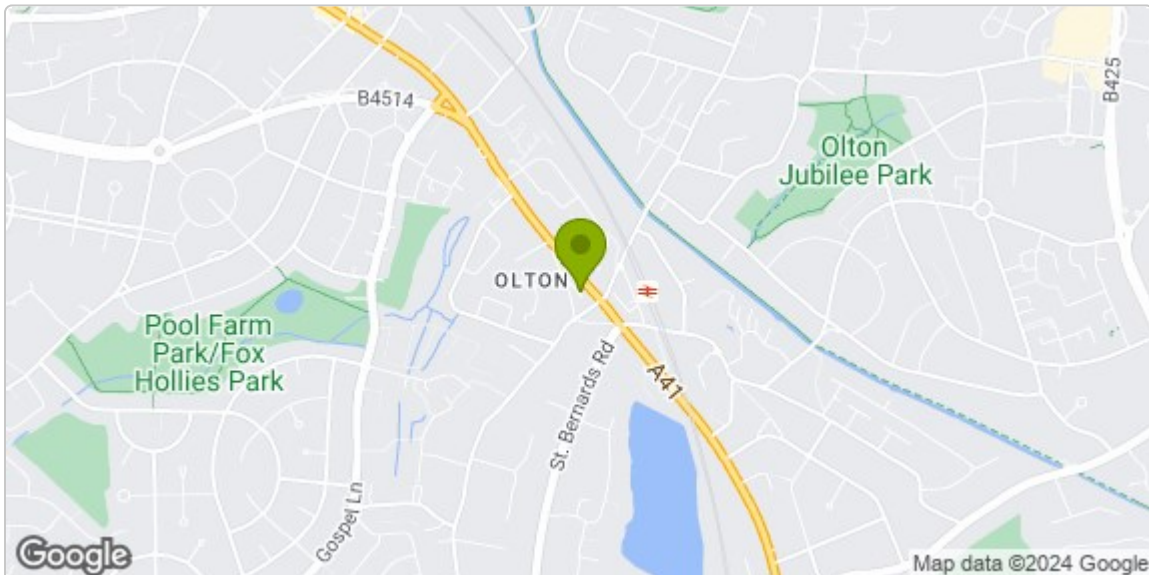 B4514
B425
Olton
Jubilee Park
OLTON
Pool Farm
Park/Fox
Hollies Park
A41
St. Bernards Rd
Gospel Ln
Google
Map data ©2024 Google